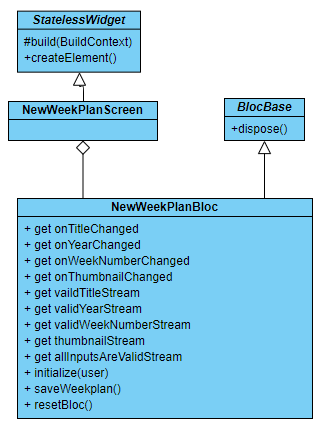 StatelessWidget
#build(BuildContext)
+createElement()
NewWeekPlanScreen
BlocBase
+dispose()
NewWeekPlanBloc
+ get onTitleChanged
+ get onYearChanged
+ get onWeekNumberChanged
+ get onThumbnailChanged
+ get vaildTitleStream
+ get validYearStream
+ get validWeekNumberStream
+ get thumbnailStream
+ get allInputsAreValidStream
+ initialize(user)
+ saveWeekplan()
+ resetBloc()